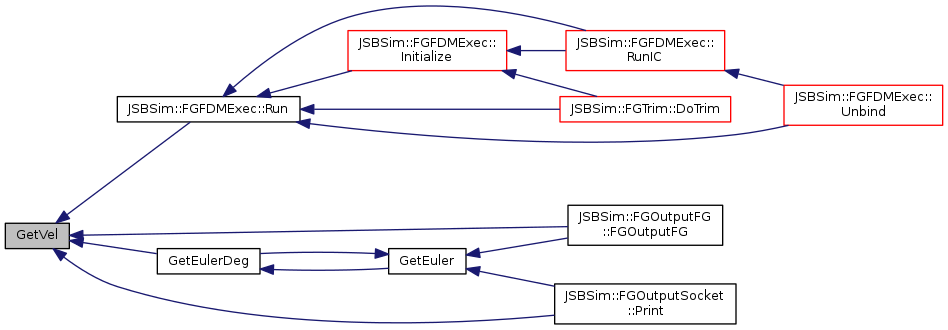 JSBSim::FGFDMExec::
Initialize
JSBSim::FGFDMExec::
RunIC
JSBSim::FGFDMExec::Run
JSBSim::FGTrim::DoTrim
JSBSim::FGFDMExec::
Unbind
GetVel
JSBSim::FGOutputFG
::FGOutputFG
GetEulerDeg
GetEuler
JSBSim::FGOutputSocket
::Print